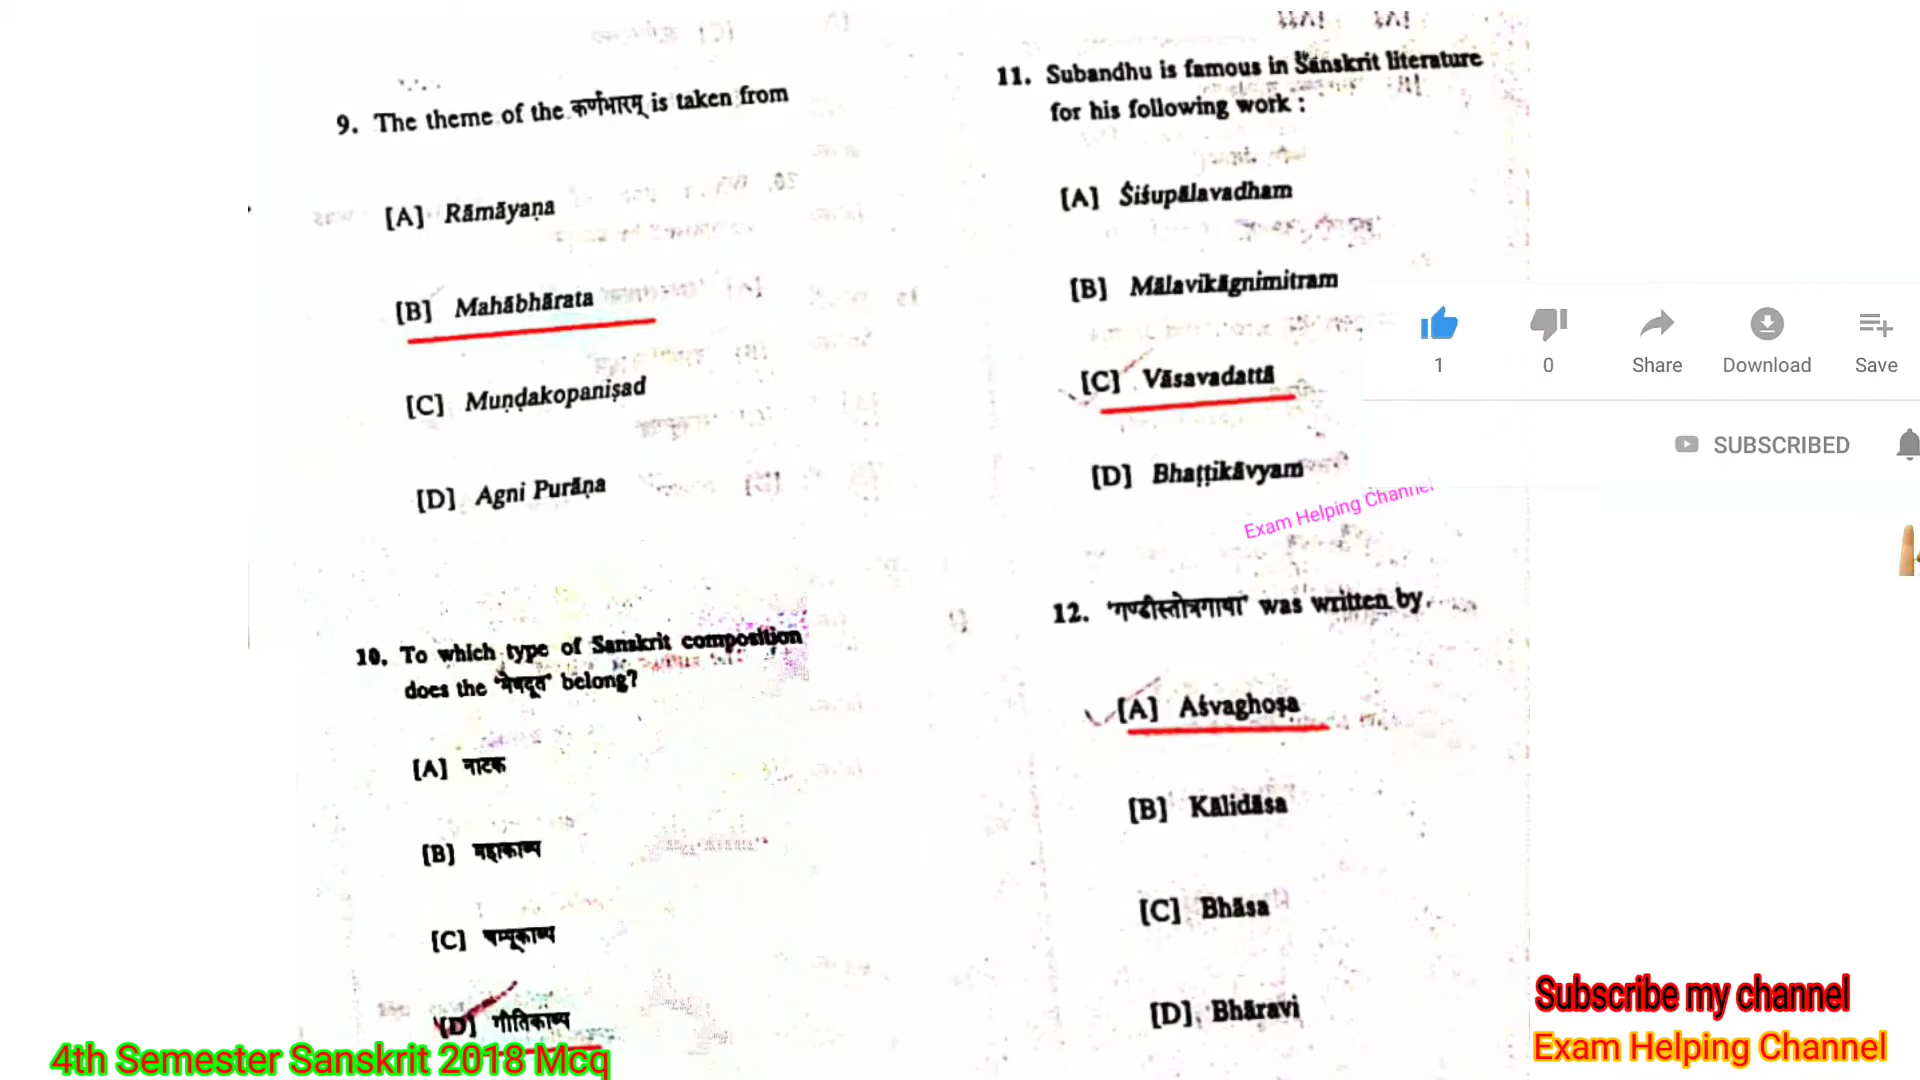 9. The theme of the कर्णभारम् is taken from
[A] Rāmāyaṇa
[B] Mahābhārata
[C] Muṇḍakopaniṣad
[D] Agni Purāṇa
10. To which type of Sanskrit composition
does the 'मेघदूत' belong?
[A] नाटक
[B] महाकाव्य
[C] चम्पूकाव्य
[D] गीतिकाव्य
4th Semester Sanskrit 2018 Mcq
11. Subandhu is famous in Sanskrit literature
for his following work :
[A] Śiśupālavadham
[B] Mālavikāgnimitram
[C] Vāsavadattā
[D] Bhaṭṭikāvyam
Exam Helping Channel
12. 'गण्डीस्तोत्रगाथा' was written by
[A] Aśvaghoṣa
[B] Kālidāsa
[C] Bhāsa
[D] Bhāravi
1 0 Share Download Save
SUBSCRIBED
Subscribe my channel
Exam Helping Channel